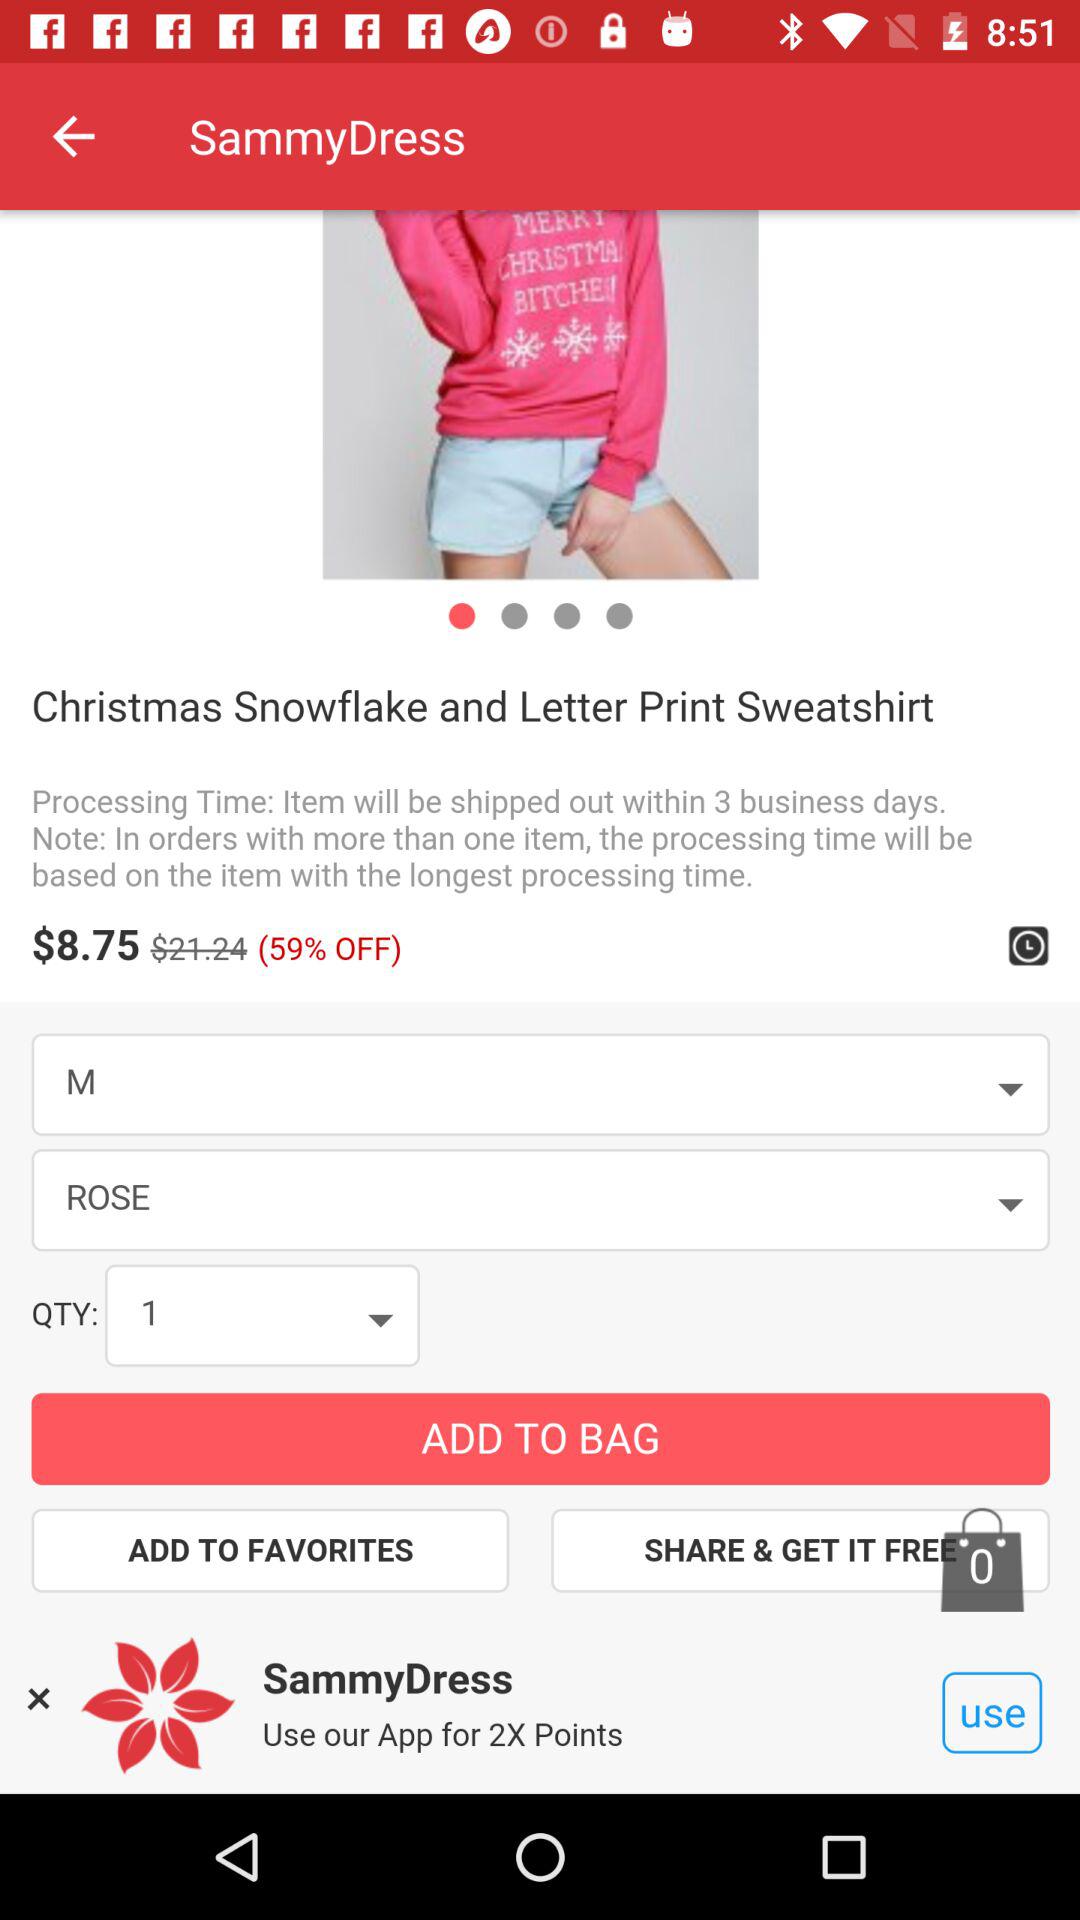 8:51
SammyDress
MERRY
CHRISTMA
BITCHE
Christmas Snowflake and Letter Print Sweatshirt
Processing Time: Item will be shipped out within 3 business days.
Note: In orders with more than one item, the processing time will be
based on the item with the longest processing time.
$8.75 $21.24 (59% OFF)
M
ROSE
QTY: 1
ADD TO BAG
ADD TO FAVORITES SHARE & GET IT FREE 0
SammyDress
Use our App for 2X Points
use